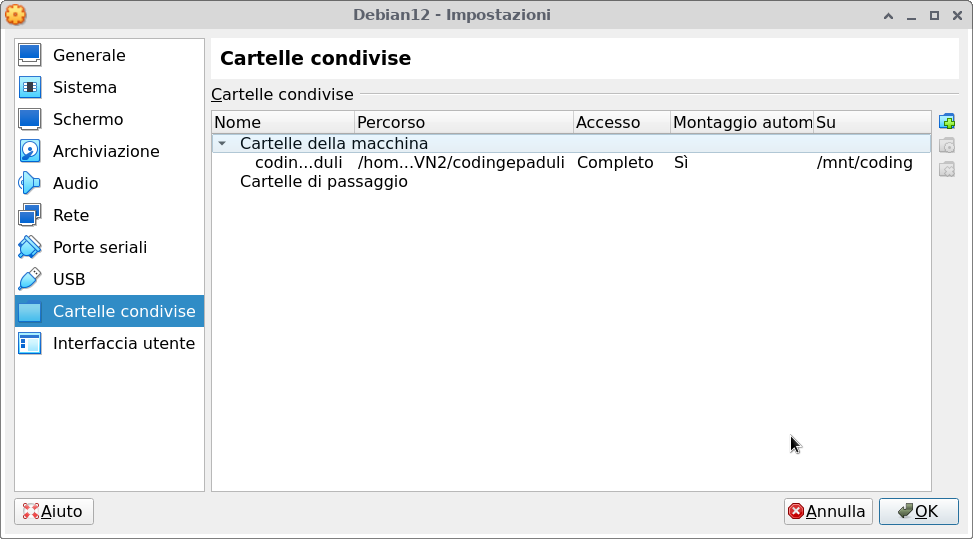 Debian12 - Impostazioni
Generale
Sistema
Schermo
Archiviazione
Audio
Rete
Porte seriali
USB
Cartelle condivise
Interfaccia utente
Cartelle condivise
Cartelle condivise
Nome Percorso Accesso Montaggio autom Su
Cartelle della macchina
codin...duli /hom...VN2/codingepaduli Completo Sì /mnt/coding
Cartelle di passaggio
Aiuto Annulla OK